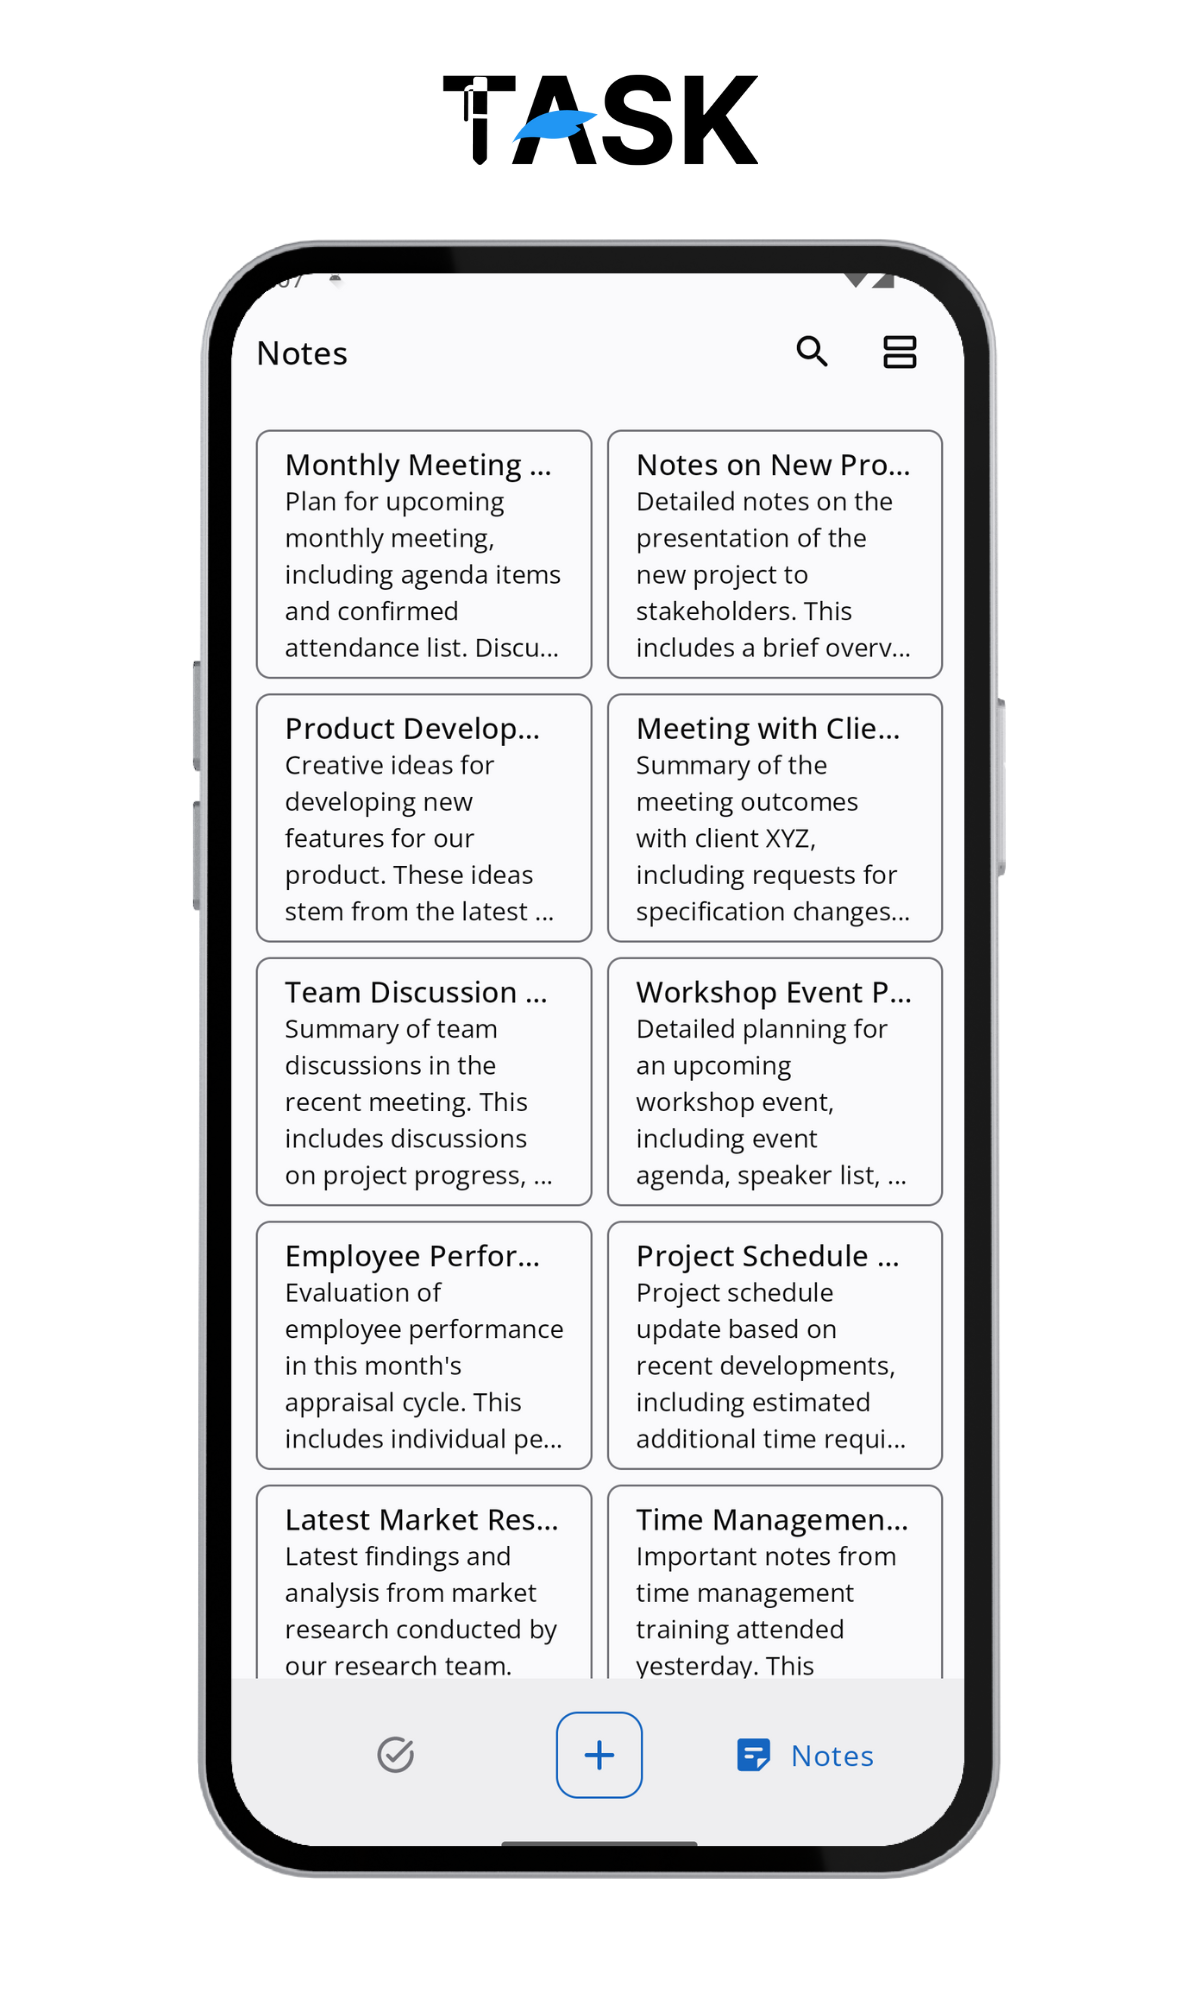 TASK
Notes
Monthly Meeting ...
Plan for upcoming
monthly meeting,
including agenda items
and confirmed
attendance list. Discu...
Notes on New Pro...
Detailed notes on the
presentation of the
new project to
stakeholders. This
includes a brief overv...
Product Develop...
Creative ideas for
developing new
features for our
product. These ideas
stem from the latest ...
Meeting with Clie...
Summary of the
meeting outcomes
with client XYZ,
including requests for
specification changes...
Team Discussion ...
Summary of team
discussions in the
recent meeting. This
includes discussions
on project progress, ...
Workshop Event P...
Detailed planning for
an upcoming
workshop event,
including event
agenda, speaker list, ...
Employee Perfor...
Evaluation of
employee performance
in this month's
appraisal cycle. This
includes individual pe...
Project Schedule ...
Project schedule
update based on
recent developments,
including estimated
additional time requi...
Latest Market Res...
Latest findings and
analysis from market
research conducted by
our research team.
Time Managemen...
Important notes from
time management
training attended
yesterday. This
Notes